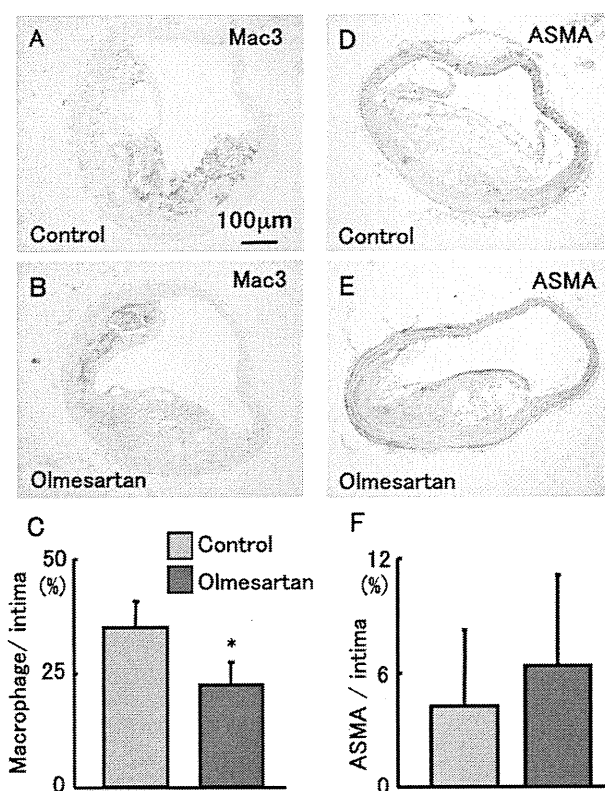 A
Mac3
100μm
Control
D
ASMA
Control
B
Mac3
Olmesartan
E
ASMA
Olmesartan
C
Control
Olmesartan
50
(%)
25
0
Macrophage/ intima
*
F
12
(%)
6
0
ASMA / intima